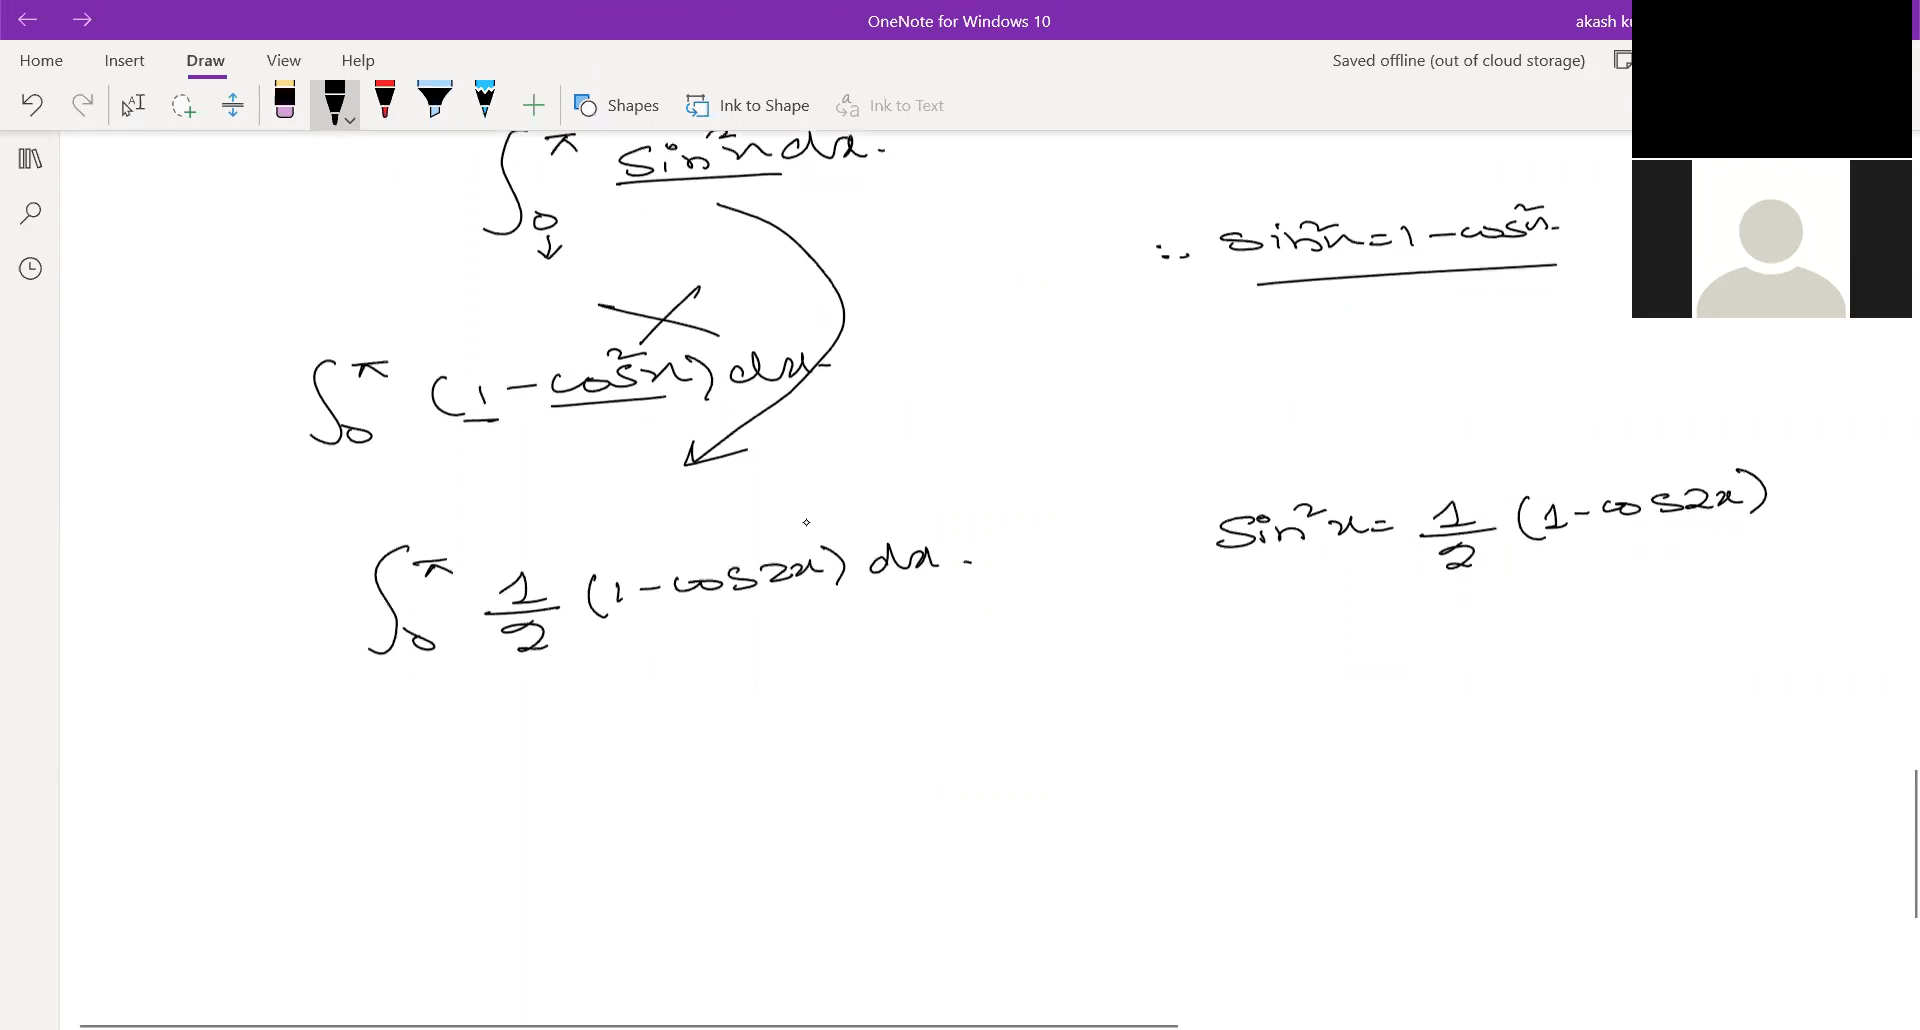 OneNote for Windows 10
akash ku
Home Insert Draw View Help
Saved offline (out of cloud storage)
Shapes Ink to Shape Ink to Text
∫₀^π sin²x dx.
∴ sin²x = 1 - cos²x.
∫₀^π (1 - cos²x) dx.
sin²x = 1/2 (1 - cos2x)
∫₀^π 1/2 (1 - cos2x) dx.